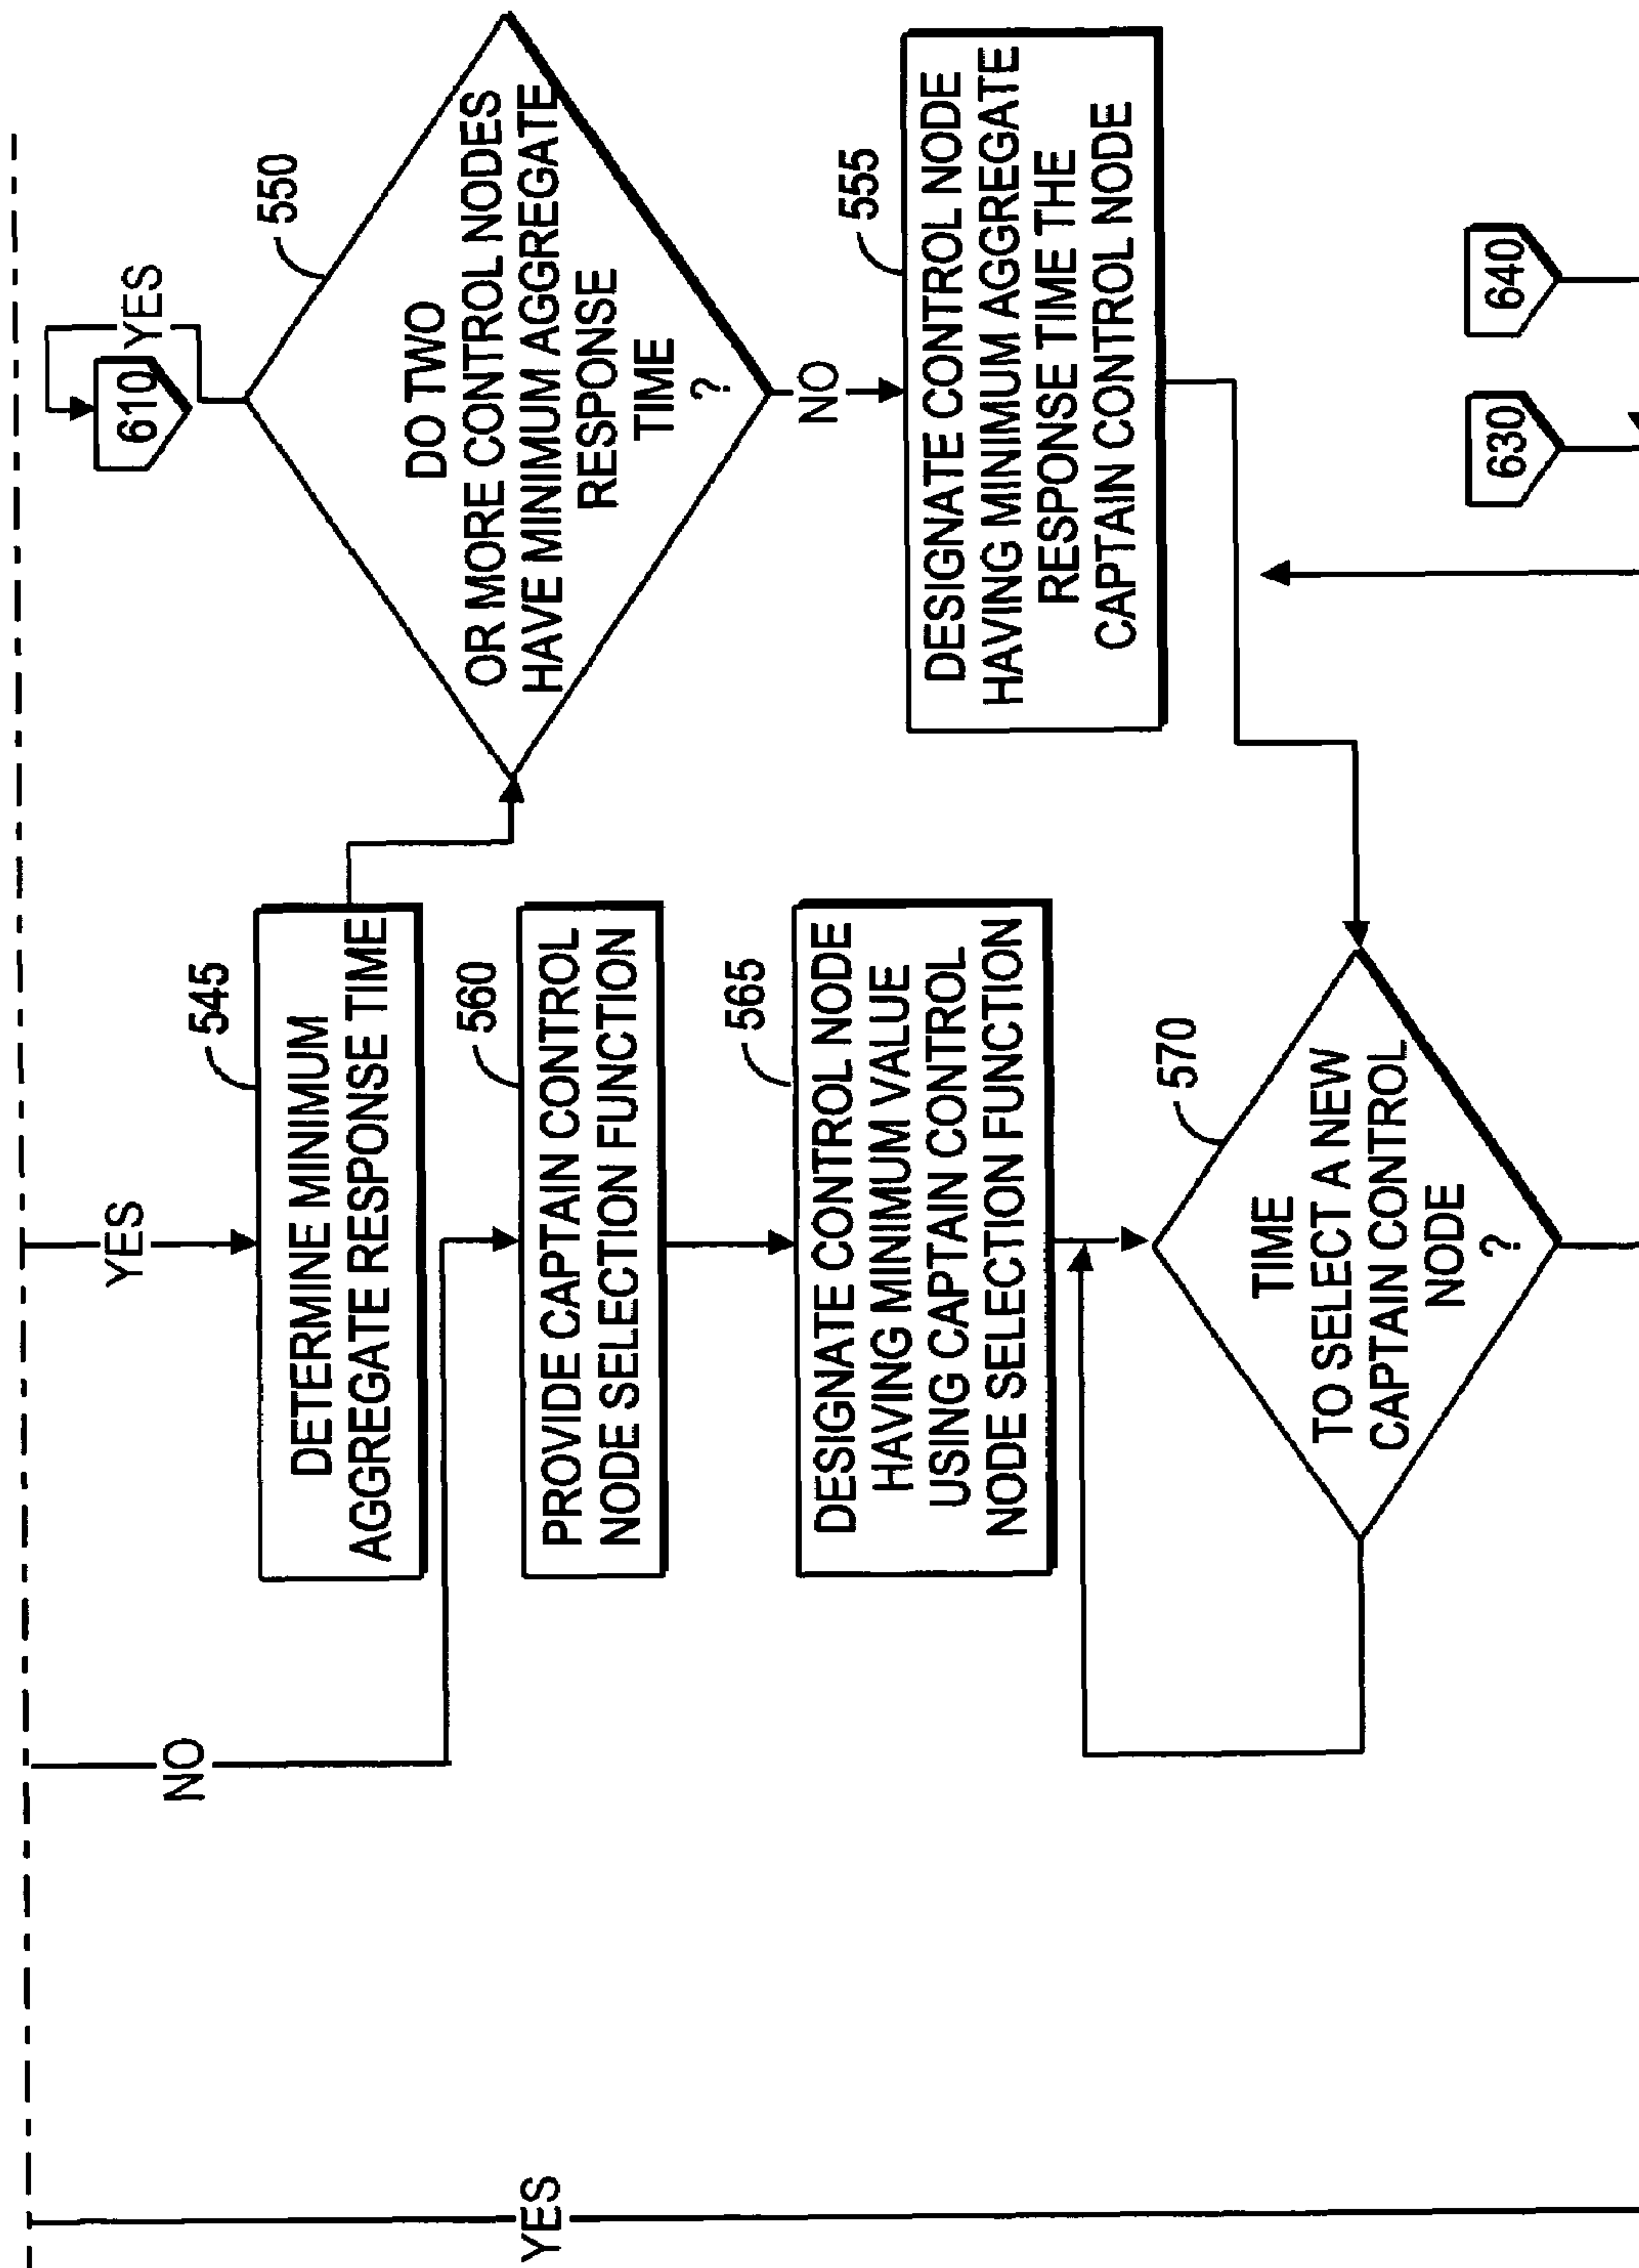 YES
NO
YES
545
DETERMINE MINIMUM
AGGREGATE RESPONSE TIME
610
YES
550
DO TWO
OR MORE CONTROL NODES
HAVE MINIMUM AGGREGATE
RESPONSE
TIME
?
NO
555
DESIGNATE CONTROL NODE
HAVING MINIMUM AGGREGATE
RESPONSE TIME THE
CAPTAIN CONTROL NODE
560
PROVIDE CAPTAIN CONTROL
NODE SELECTION FUNCTION
565
DESIGNATE CONTROL NODE
HAVING MINIMUM VALUE
USING CAPTAIN CONTROL
NODE SELECTION FUNCTION
570
TIME
TO SELECT A NEW
CAPTAIN CONTROL
NODE
?
630
640